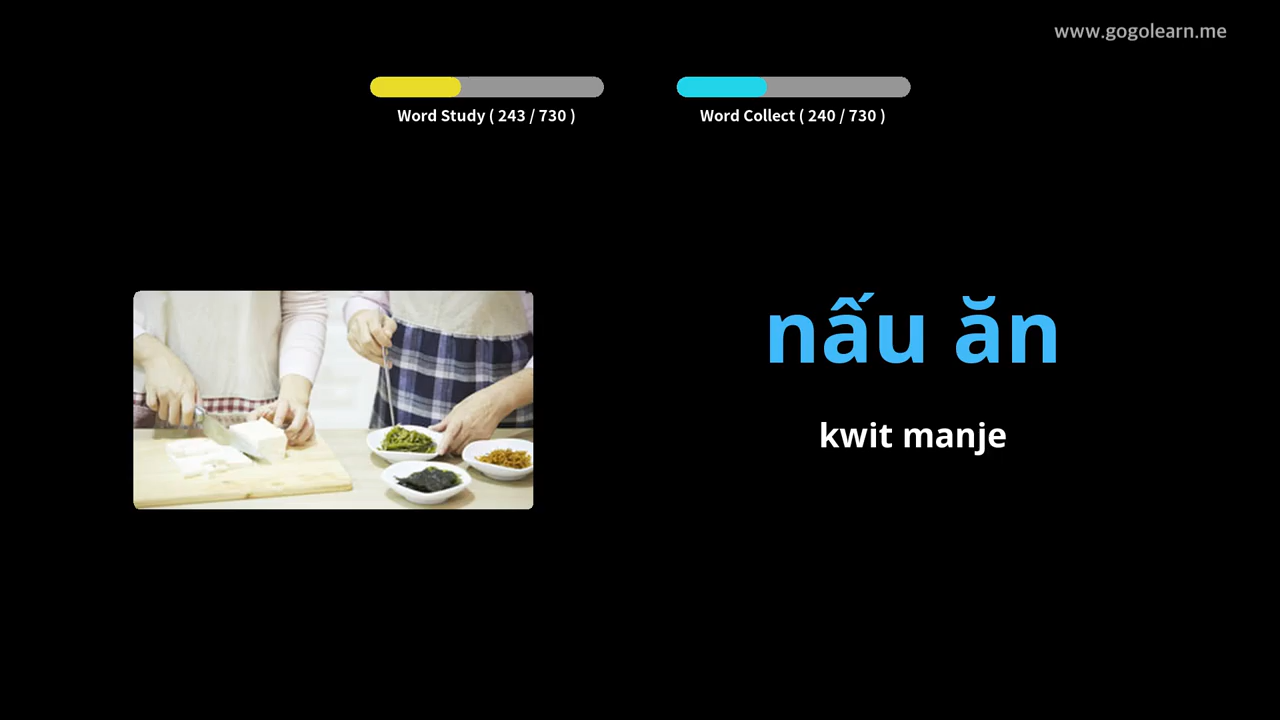 www.gogolearn.me
Word Study ( 243 / 730 )
Word Collect ( 240 / 730 )
nấu ăn
kwit manje